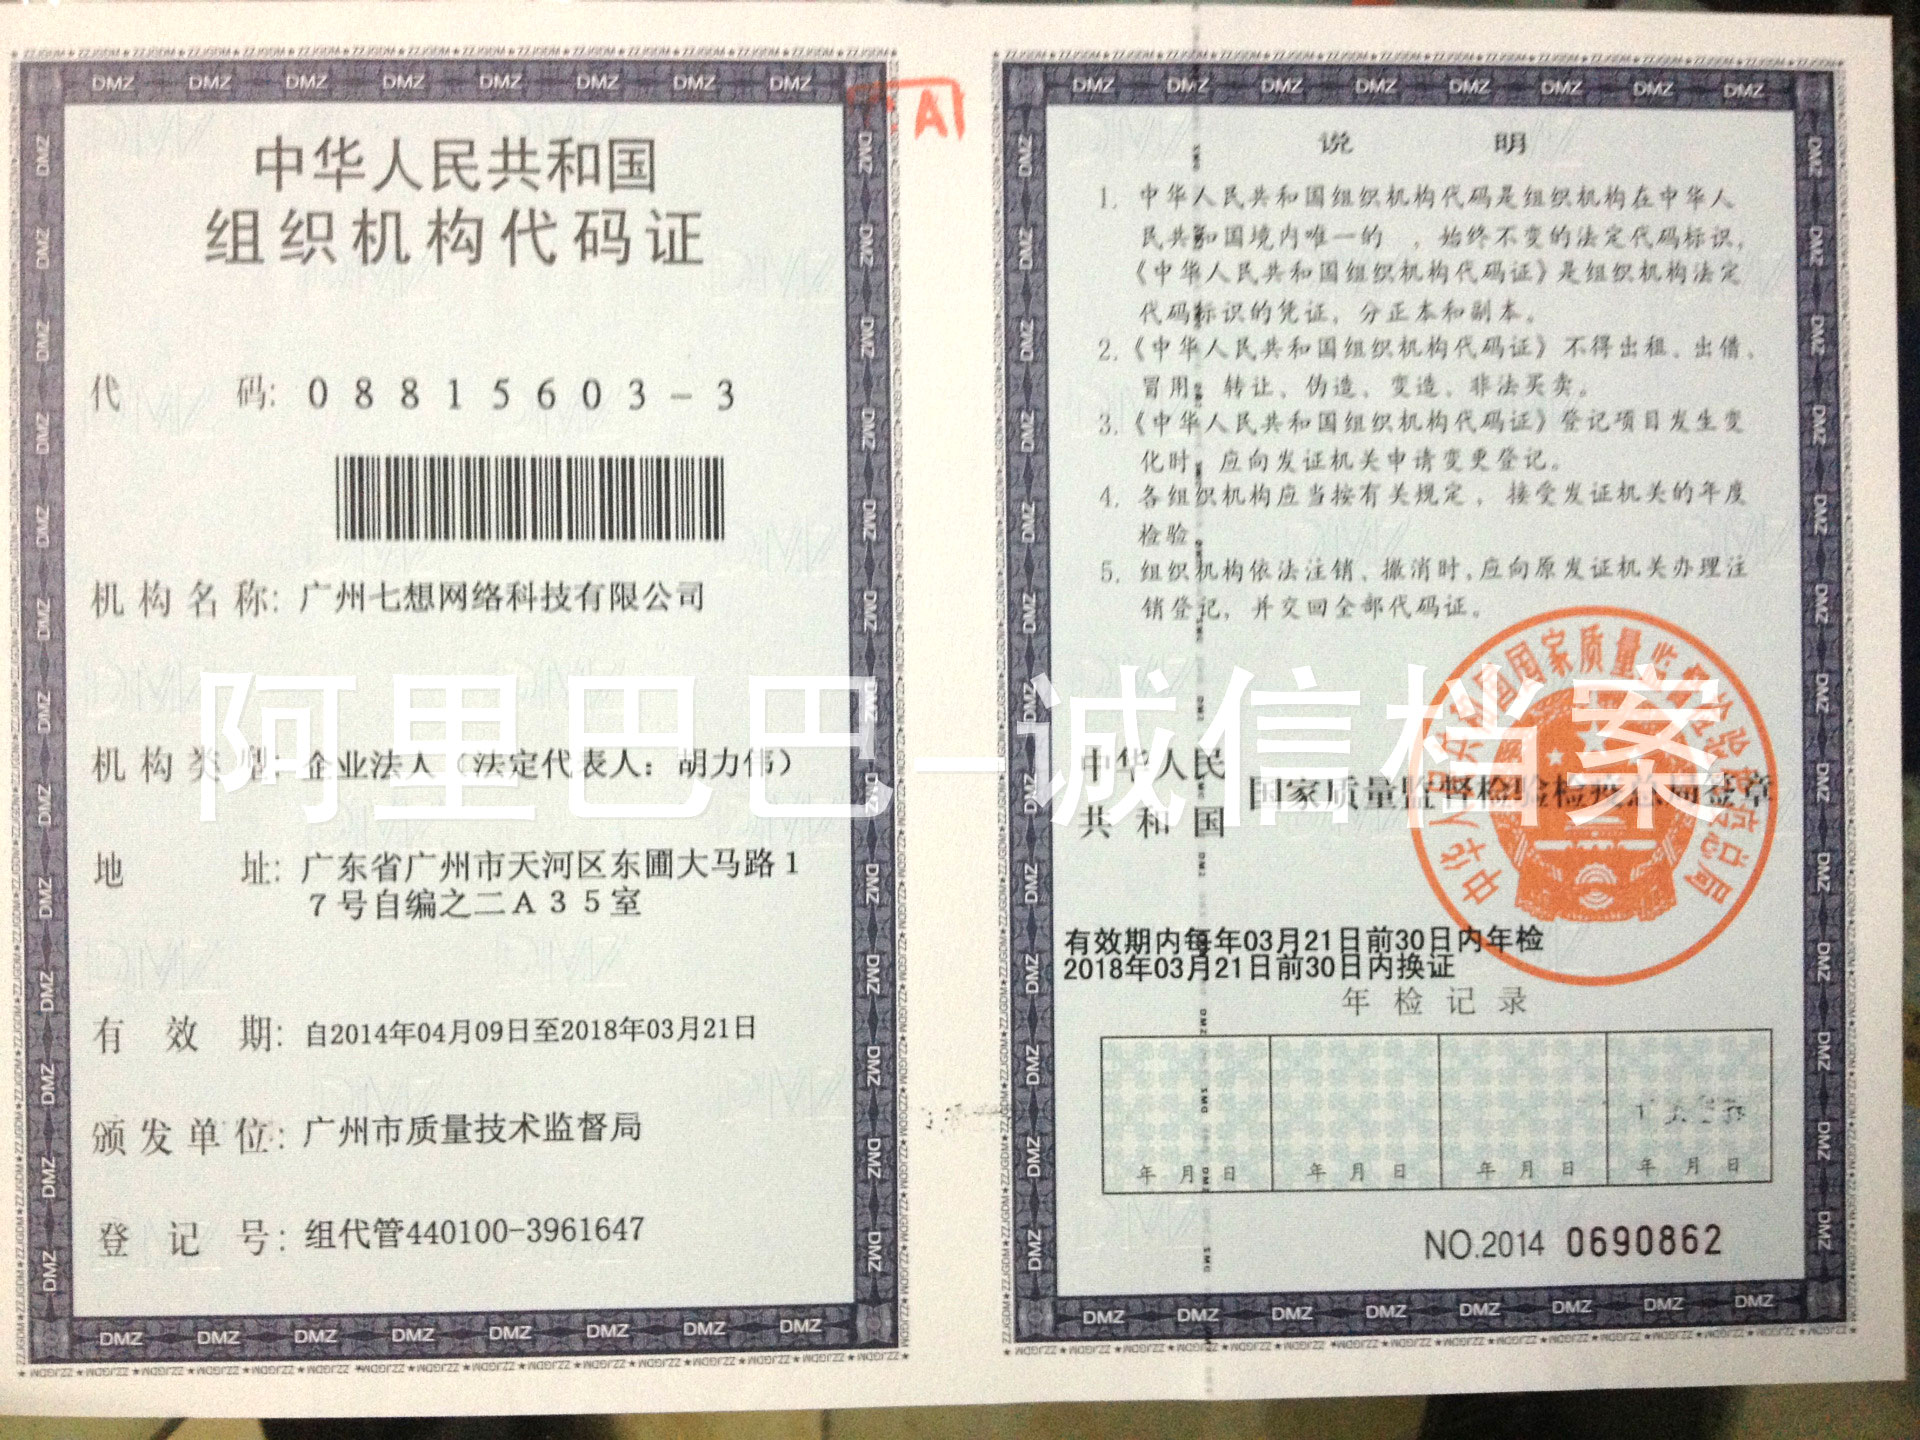 中华人民共和国
组织机构代码证
代 码: 08815603-3
机构名称: 广州七想网络科技有限公司
机构类型: 企业法人（法定代表人：胡力伟）
地 址: 广东省广州市天河区东圃大马路1
7号自编之二A35室
有 效 期: 自2014年04月09日至2018年03月21日
颁发单位: 广州市质量技术监督局
登 记 号: 组代管440100-3961647
A
说 明
1. 中华人民共和国组织机构代码是组织机构在中华人
民共和国境内唯一的 ，始终不变的法定代码标识，
《中华人民共和国组织机构代码证》是组织机构法定
代码标识的凭证，分正本和副本。
2.《中华人民共和国组织机构代码证》不得出租、出借、
冒用、转让、伪造、变造、非法买卖。
3.《中华人民共和国组织机构代码证》登记项目发生变
化时，应向发证机关申请变更登记。
4. 各组织机构应当按有关规定，接受发证机关的年度
检验
5. 组织机构依法注销、撤消时，应向原发证机关办理注
销登记，并交回全部代码证。
中华人民
共和国
国家质量监督检验检疫总局签章
有效期内每年03月21日前30日内年检
2018年03月21日前30日内换证
年检记录
年 月 日 年 月 日 年 月 日 年 月 日
NO.2014 0690862
阿里巴巴–诚信档案